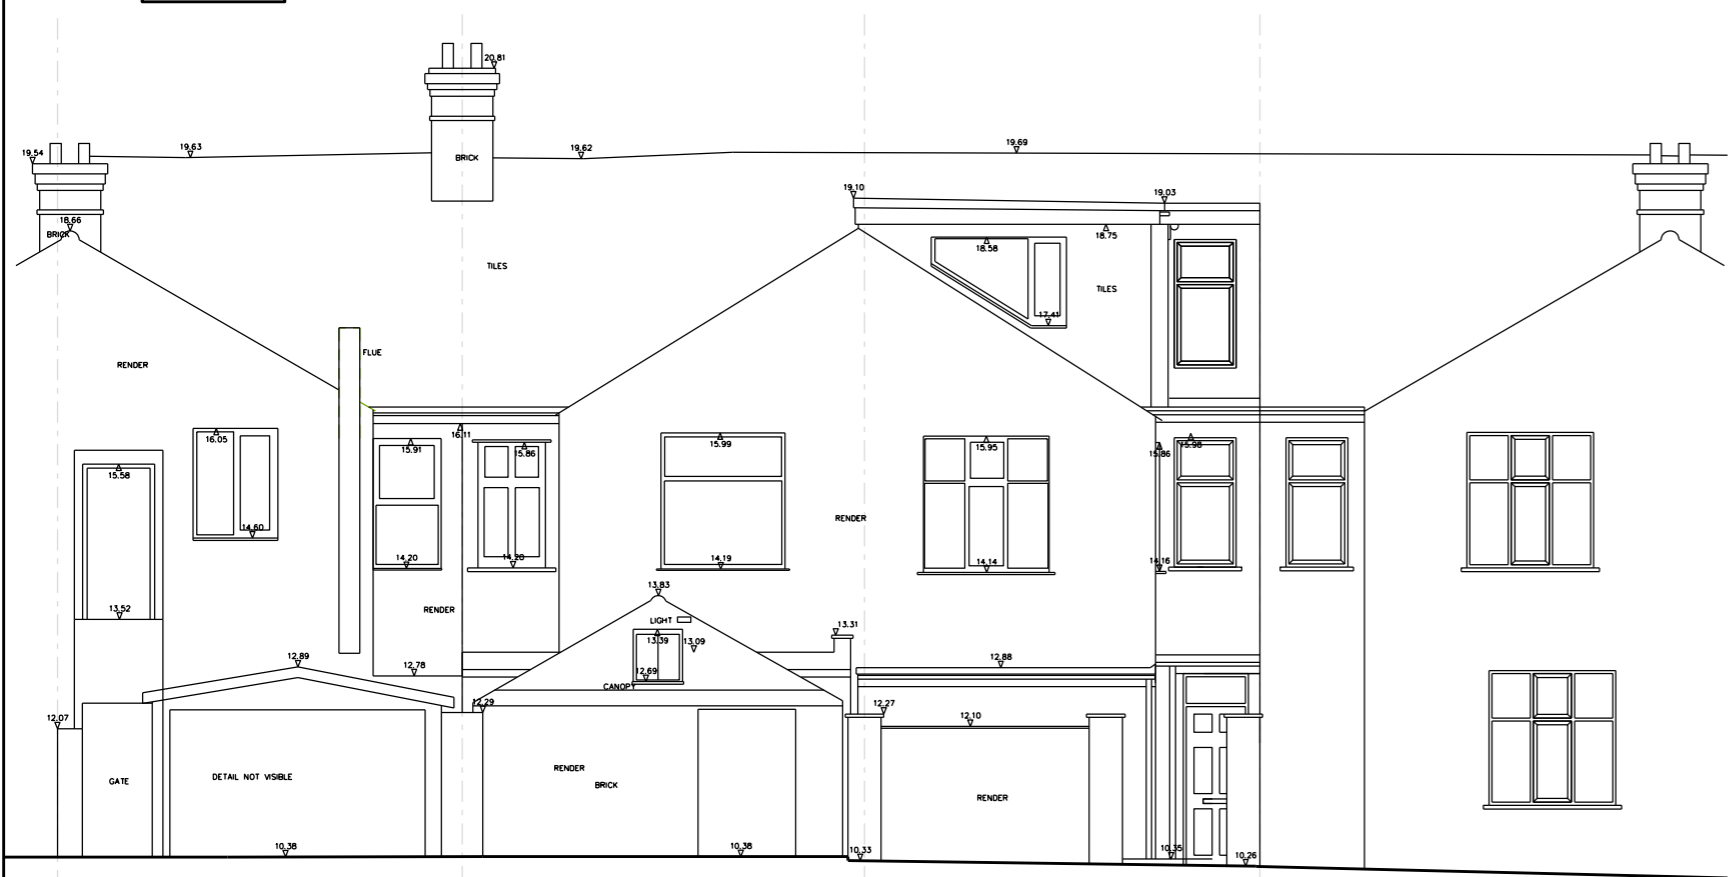 20.81
19.54
19.63
BRICK
19.62
19.69
19.10
19.03
18.66
BRICK
18.75
18.58
TILES
TILES
17.41
FLUE
RENDER
16.05
16.11
15.91
15.86
15.99
15.95
15.86
15.98
15.58
14.60
RENDER
14.20
14.20
14.19
14.14
14.16
13.83
13.52
RENDER
LIGHT
13.31
13.39
13.09
12.89
12.88
12.78
12.69
CANOPY
12.29
12.27
12.07
12.10
RENDER
GATE
DETAIL NOT VISIBLE
BRICK
RENDER
10.38
10.38
10.33
10.35
10.26